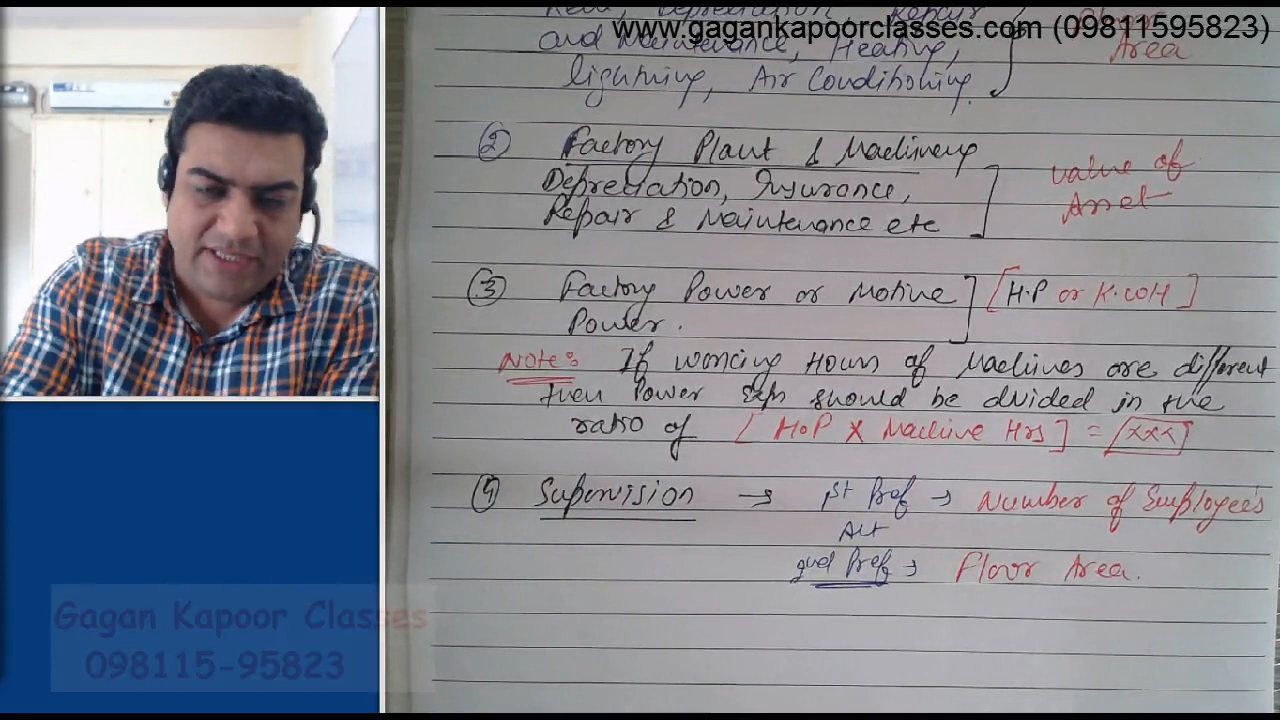 www.gagankapoorclasses.com (09811595823)
and Maintenance, Heating,
lightning, Air Conditioning.
Area
② Factory Plant & Machinery
Depreciation, Insurance,
Repair & Maintenance etc
value of
Asset
③ Factory Power or Motive
Power.
[H.P or K.WH]
Note: If working Hours of Machines are different
then Power Exps should be divided in the
ratio of [H.P X Machine Hrs] = [xxx]
④ Supervision → 1st Pref → Number of Employee's
Alt
2nd Pref → Floor Area.
Gagan Kapoor Classes
098115-95823